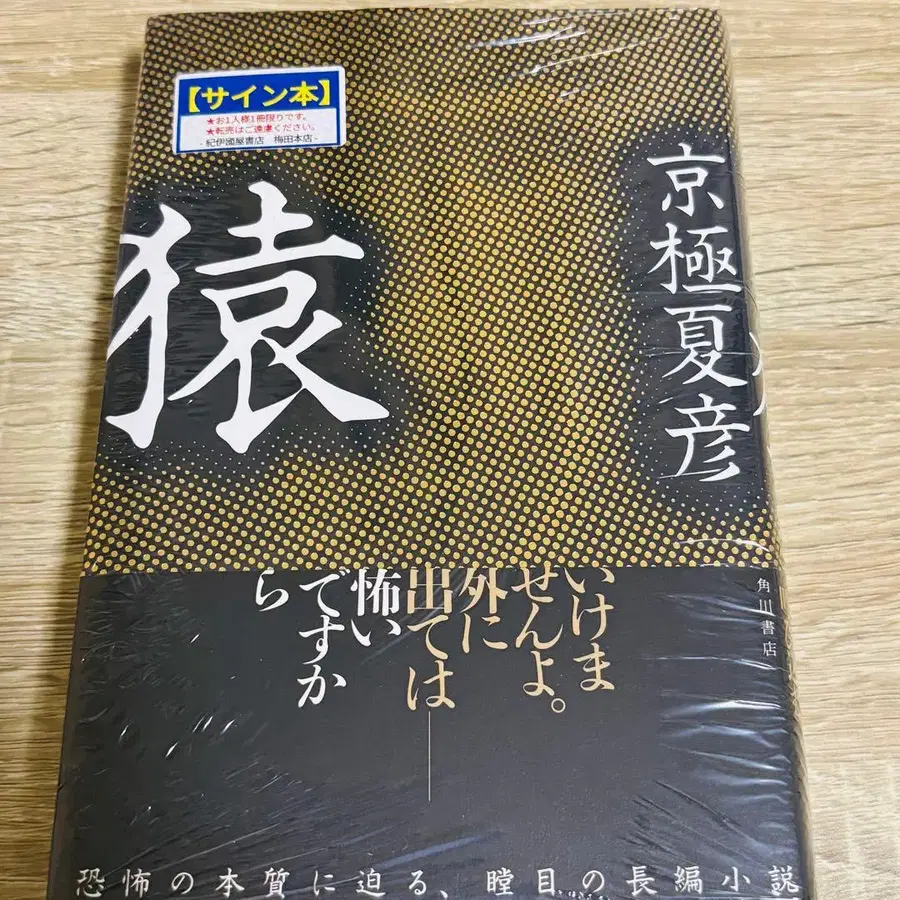 【サイン本】
★お1人様1冊限りです。
★転売はご遠慮ください。
- 紀伊國屋書店 梅田本店 -
猿
京極夏彦
いけま
せんよ。
外に
出ては――
怖い
ですか
ら
角川書店
恐怖の本質に迫る、瞠目の長編小説